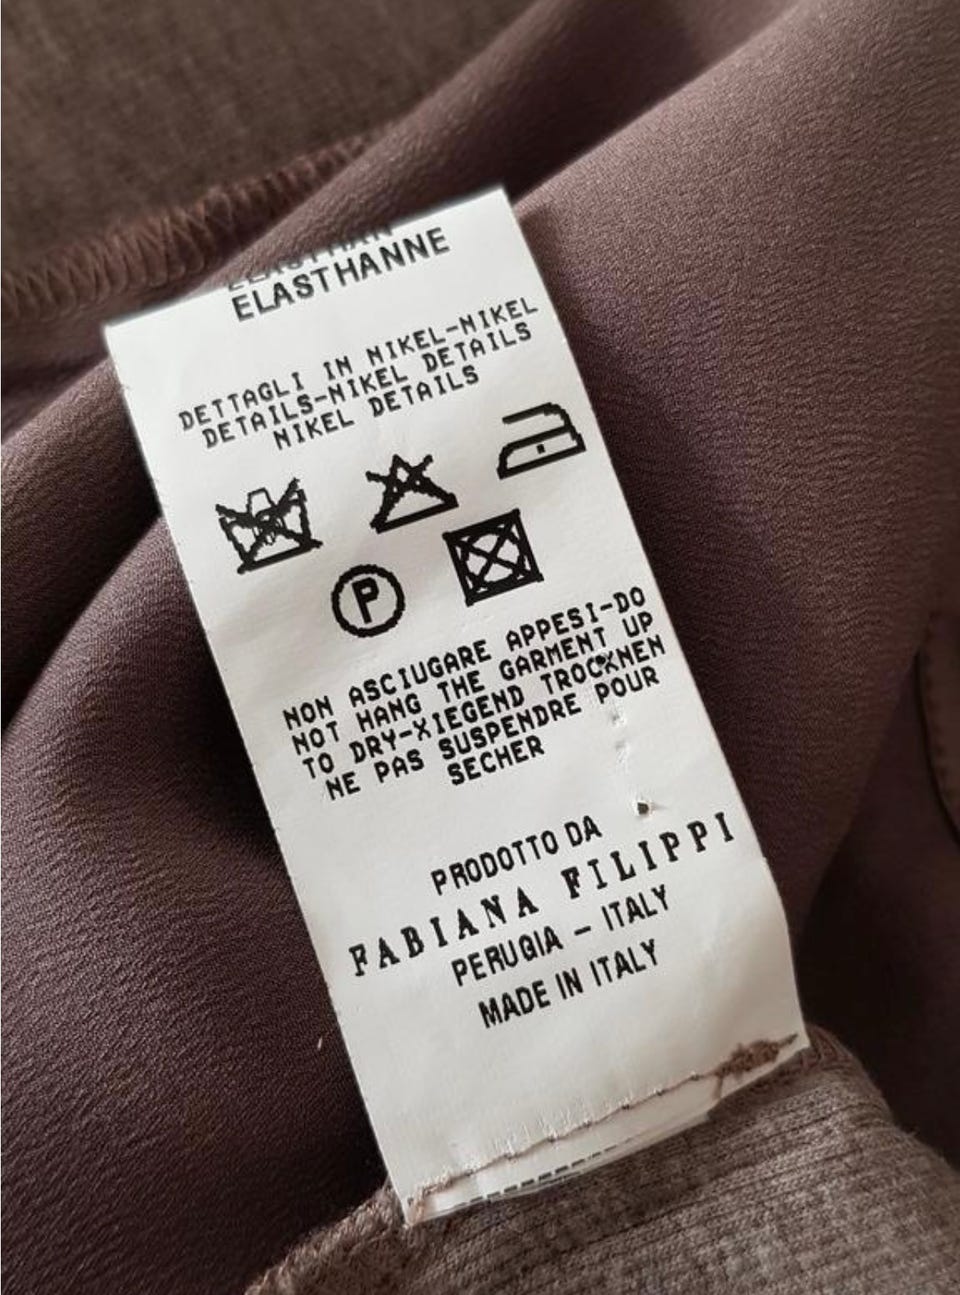 ELASTHAN
ELASTHANNE
DETTAGLI IN NIKEL-NIKEL
DETAILS-NIKEL DETAILS
NIKEL DETAILS
P
NON ASCIUGARE APPESI-DO
NOT HANG THE GARMENT UP
TO DRY-XIEGEND TROCKNEN
NE PAS SUSPENDRE POUR
SECHER
PRODOTTO DA
FABIANA FILIPPI
PERUGIA - ITALY
MADE IN ITALY